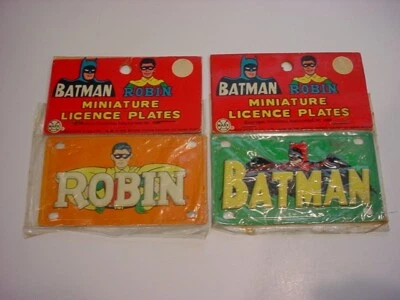 BATMAN ROBIN
MINIATURE
LICENCE PLATES
ROBIN
BATMAN ROBIN
MINIATURE
LICENCE PLATES
BATMAN